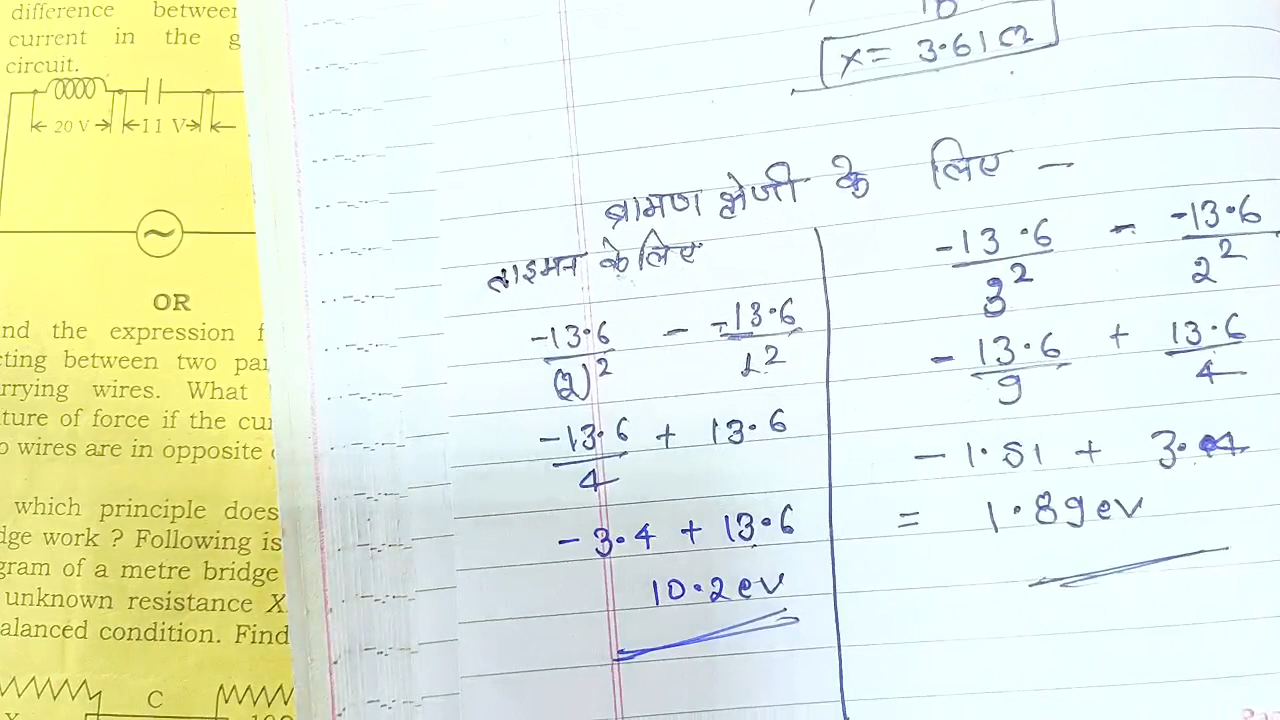 difference between
current in the g
circuit.
20 V
11 V
OR
nd the expression f
cting between two pa
rrying wires. What
ture of force if the cur
o wires are in opposite
which principle does
dge work ? Following is
gram of a metre bridge
unknown resistance X
alanced condition. Find
C
x = 3.61 Ω
ब्रामण श्रेणी के लिए -
लाइमन के लिए
-13.6/(2)² - -13.6/1²
-13.6/4 + 13.6
-3.4 + 13.6
10.2 ev
-13.6/3² - -13.6/2²
-13.6/9 + 13.6/4
-1.51 + 3.4
= 1.89 ev